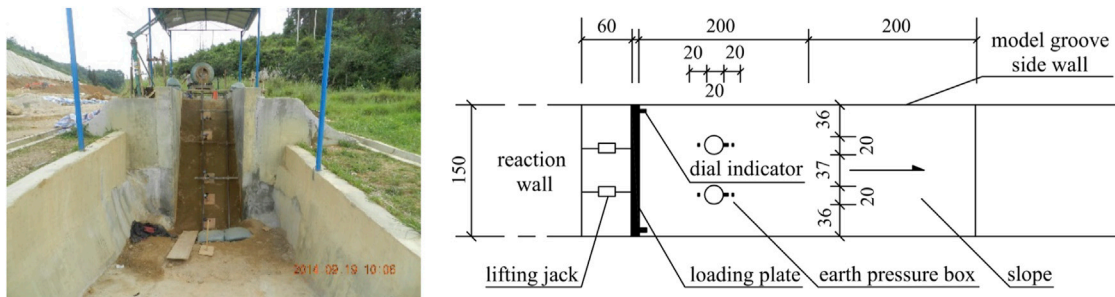 2014 09 19 10:06
60
200
200
20
20
20
model groove
side wall
150
reaction
wall
dial indicator
36
20
37
20
36
lifting jack
loading plate
earth pressure box
slope